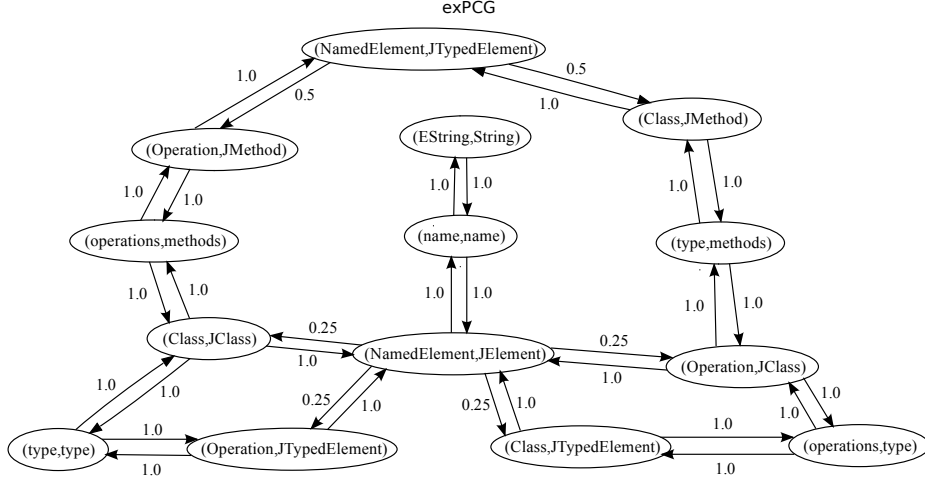 exPCG
(NamedElement,JTypedElement)
1.0
0.5
0.5
1.0
(Class,JMethod)
(EString,String)
(Operation,JMethod)
1.0
1.0
1.0
1.0
1.0
1.0
(operations,methods)
(name,name)
(type,methods)
1.0
1.0
1.0
1.0
1.0
1.0
(Class,JClass)
0.25
1.0
(NamedElement,JElement)
0.25
1.0
(Operation,JClass)
1.0
1.0
0.25
1.0
0.25
1.0
1.0
1.0
(type,type)
1.0
1.0
(Operation,JTypedElement)
(Class,JTypedElement)
1.0
1.0
(operations,type)